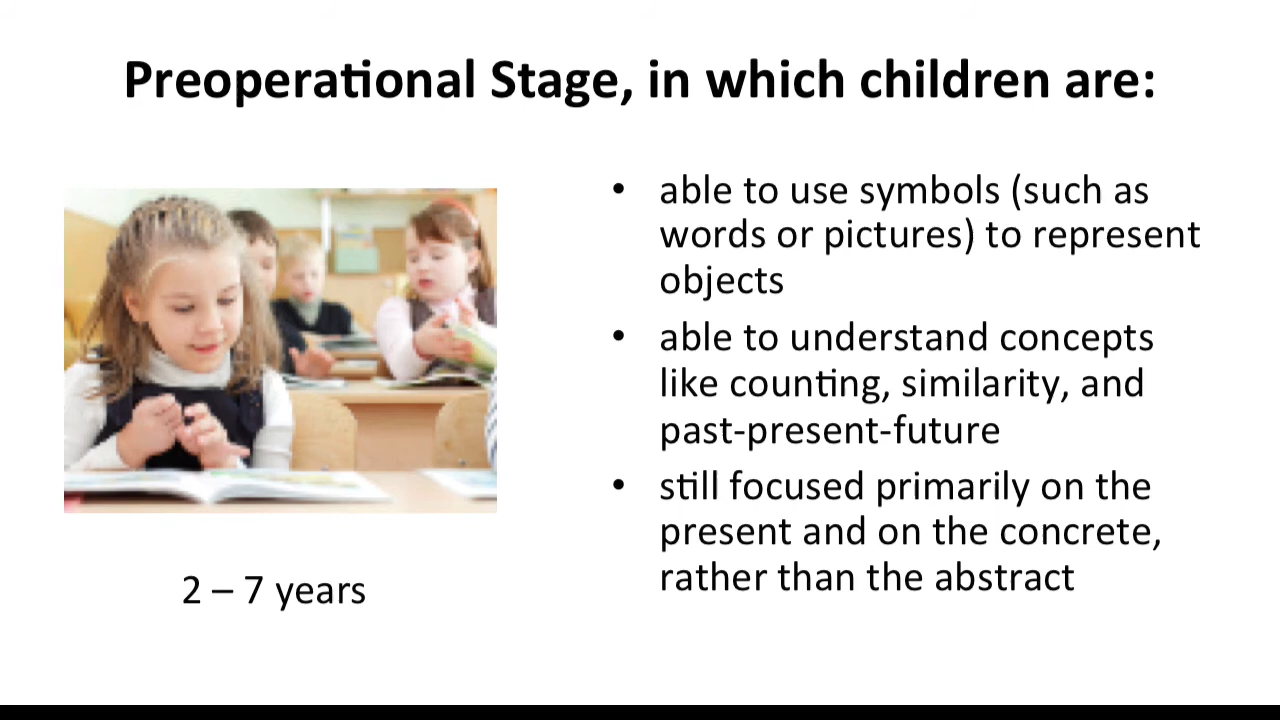 Preoperational Stage, in which children are:
• able to use symbols (such as
words or pictures) to represent
objects
• able to understand concepts
like counting, similarity, and
past-present-future
• still focused primarily on the
present and on the concrete,
rather than the abstract
2 – 7 years